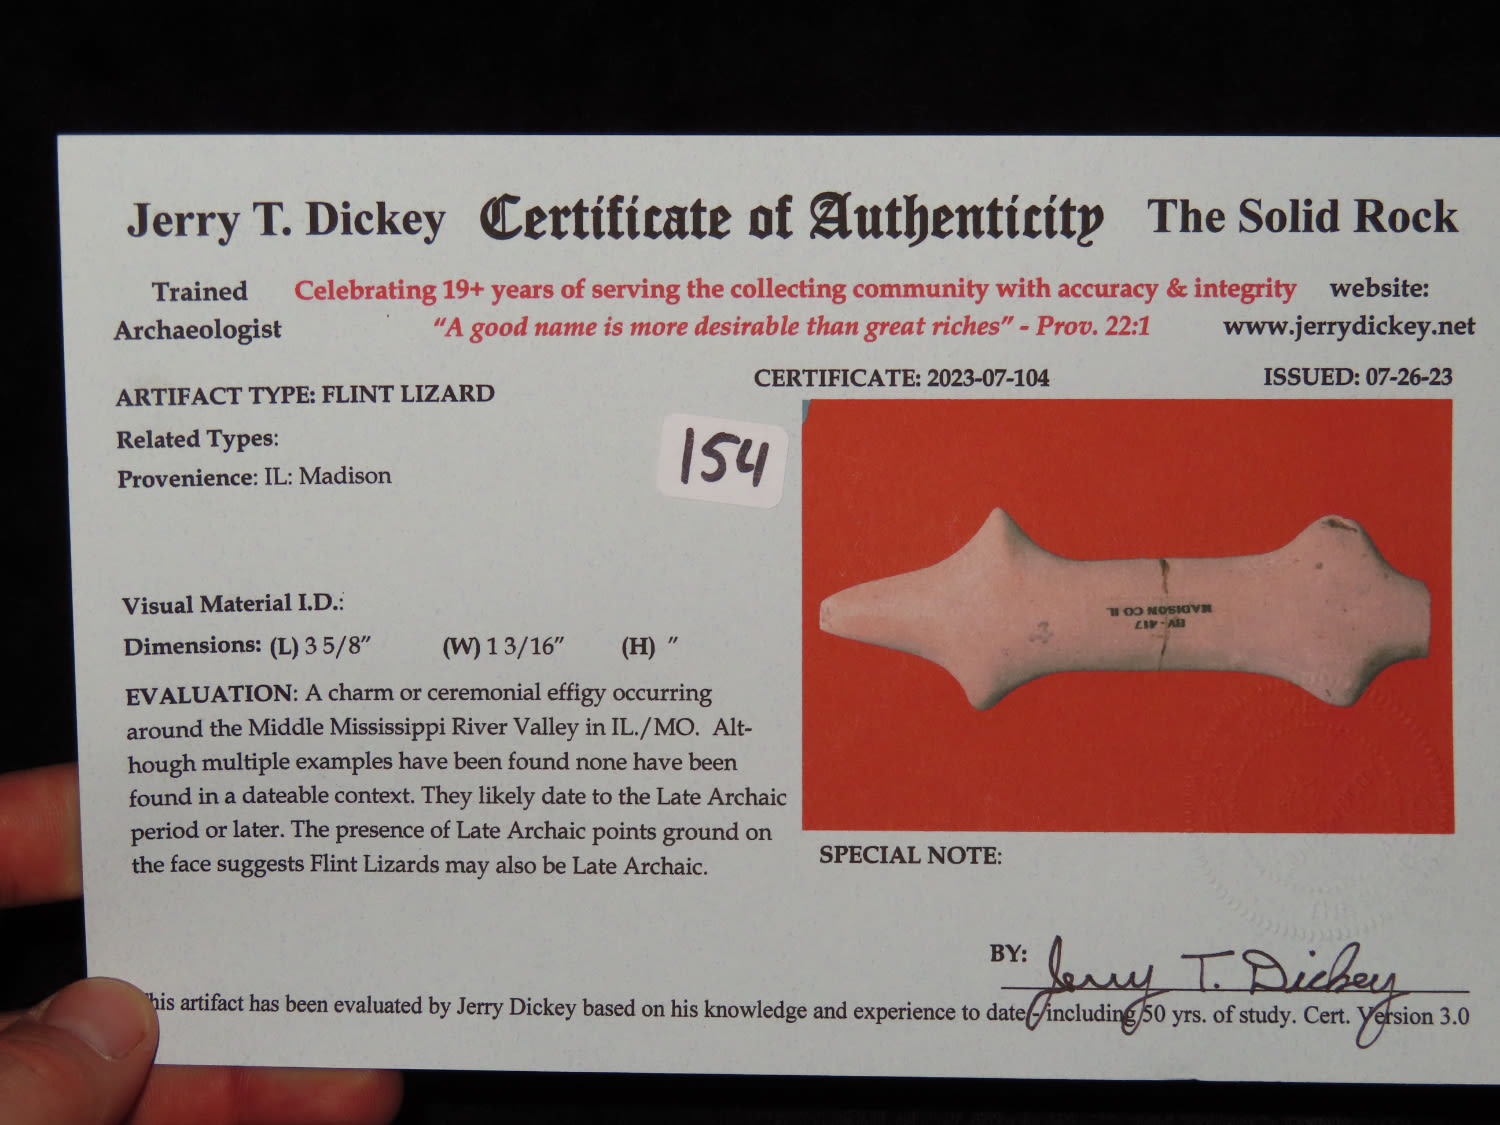 Jerry T. Dickey Certificate of Authenticity The Solid Rock
Trained Archaeologist
Celebrating 19+ years of serving the collecting community with accuracy & integrity
"A good name is more desirable than great riches" - Prov. 22:1
website:
www.jerrydickey.net
ARTIFACT TYPE: FLINT LIZARD
CERTIFICATE: 2023-07-104
ISSUED: 07-26-23
Related Types:
Provenience: IL: Madison
154
Visual Material I.D.:
Dimensions: (L) 3 5/8" (W) 1 3/16" (H) "
EVALUATION: A charm or ceremonial effigy occurring
around the Middle Mississippi River Valley in IL./MO. Alt-
hough multiple examples have been found none have been
found in a dateable context. They likely date to the Late Archaic
period or later. The presence of Late Archaic points ground on
the face suggests Flint Lizards may also be Late Archaic.
MADISON CO IL
SPECIAL NOTE:
BY: Jerry T. Dickey
his artifact has been evaluated by Jerry Dickey based on his knowledge and experience to date - including 50 yrs. of study. Cert. Version 3.0